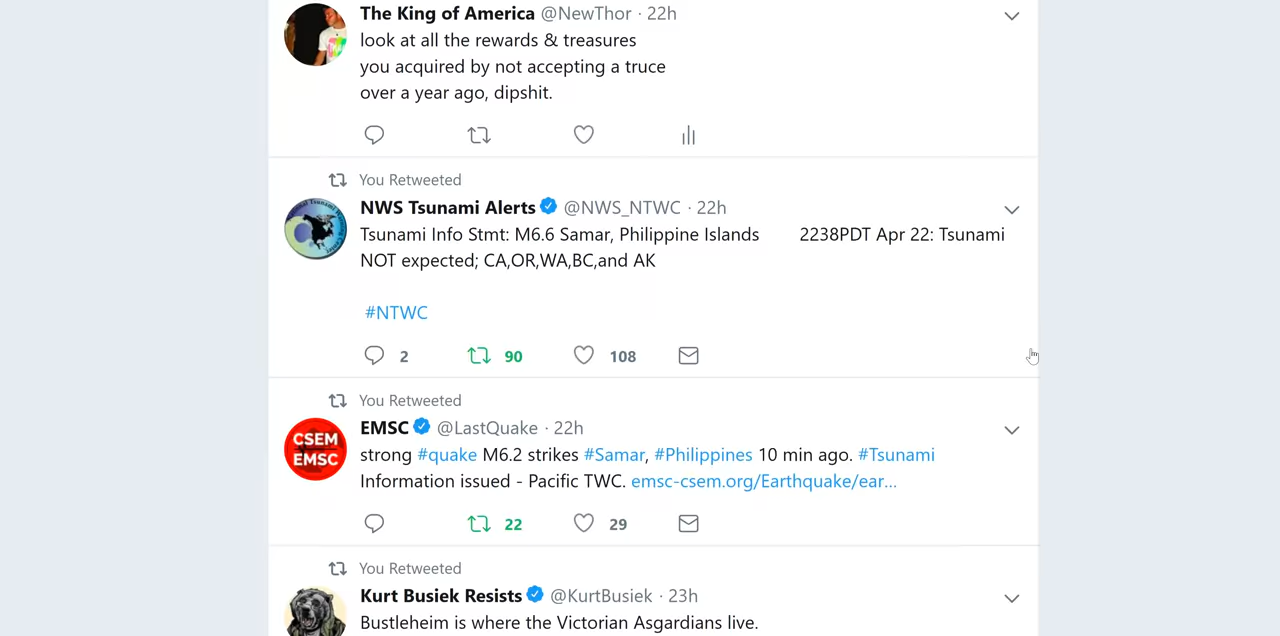 The King of America @NewThor · 22h
look at all the rewards & treasures
you acquired by not accepting a truce
over a year ago, dipshit.
You Retweeted
NWS Tsunami Alerts @NWS_NTWC · 22h
Tsunami Info Stmt: M6.6 Samar, Philippine Islands 2238PDT Apr 22: Tsunami
NOT expected; CA,OR,WA,BC,and AK
#NTWC
2 90 108
You Retweeted
CSEM
EMSC
EMSC @LastQuake · 22h
strong #quake M6.2 strikes #Samar, #Philippines 10 min ago. #Tsunami
Information issued - Pacific TWC. emsc-csem.org/Earthquake/ear...
22 29
You Retweeted
Kurt Busiek Resists @KurtBusiek · 23h
Bustleheim is where the Victorian Asgardians live.